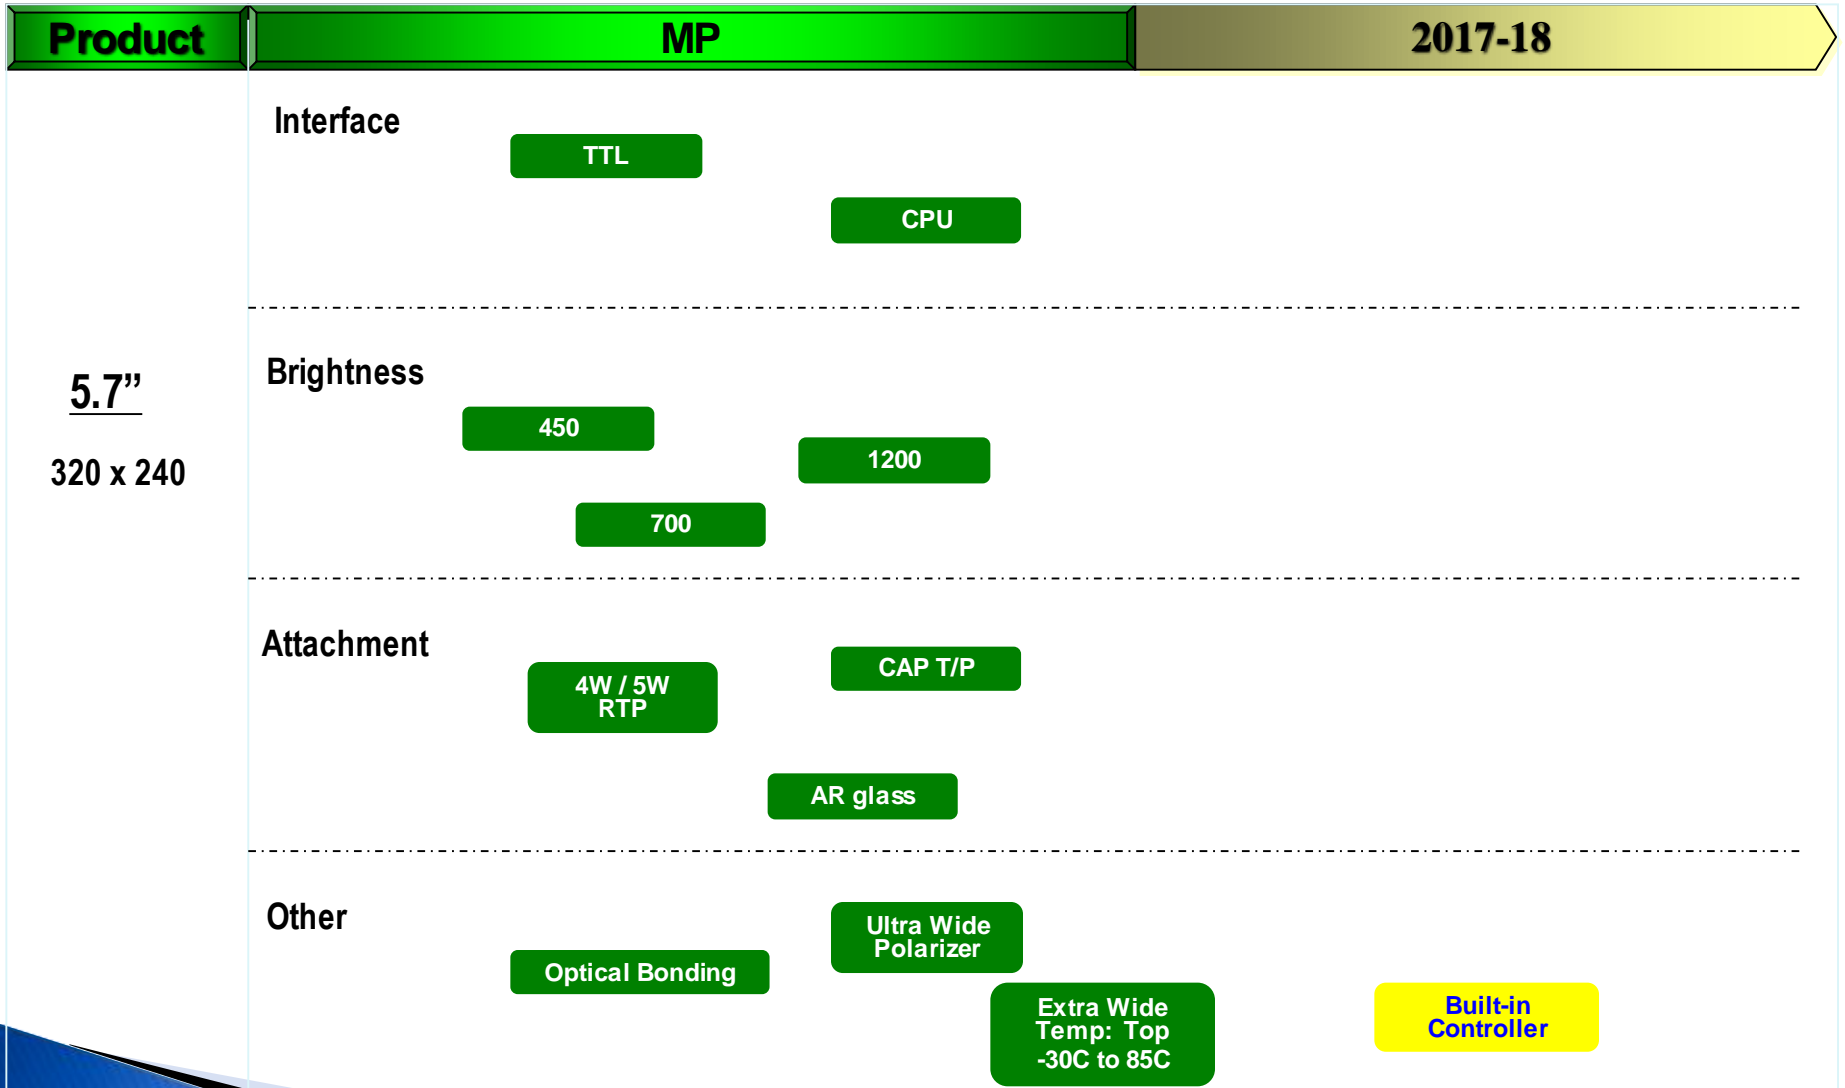 Product
MP
2017-18
5.7”
320 x 240
Interface
TTL
CPU
Brightness
450
1200
700
Attachment
4W / 5W
RTP
CAP T/P
AR glass
Other
Optical Bonding
Ultra Wide
Polarizer
Extra Wide
Temp: Top
-30C to 85C
Built-in
Controller